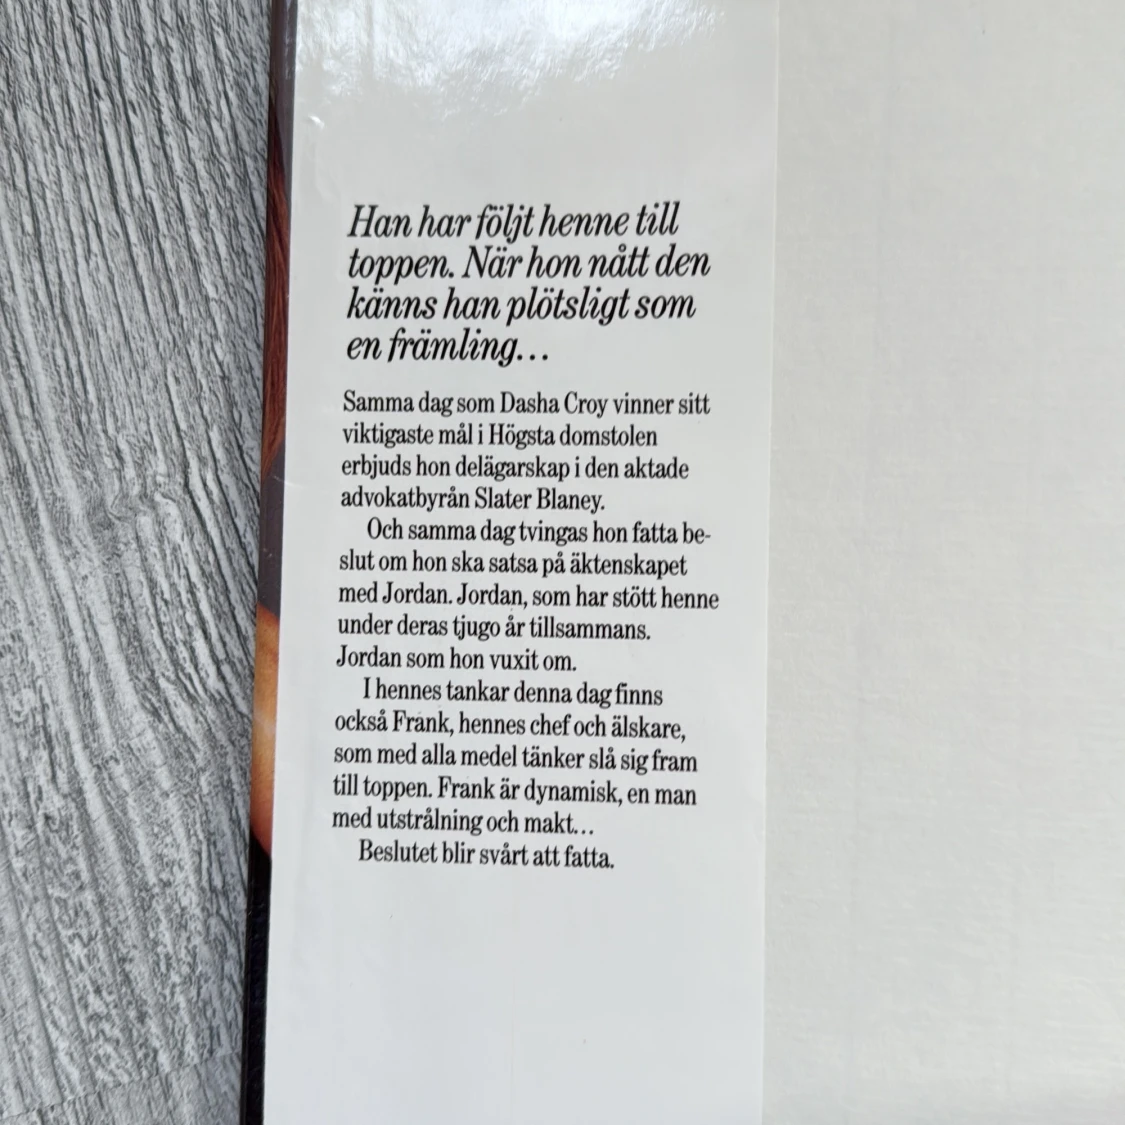 Han har följt henne till
toppen. När hon nått den
känns han plötsligt som
en främling...
Samma dag som Dasha Croy vinner sitt
viktigaste mål i Högsta domstolen
erbjuds hon delägarskap i den aktade
advokatbyrån Slater Blaney.
Och samma dag tvingas hon fatta be-
slut om hon ska satsa på äktenskapet
med Jordan. Jordan, som har stött henne
under deras tjugo år tillsammans.
Jordan som hon vuxit om.
I hennes tankar denna dag finns
också Frank, hennes chef och älskare,
som med alla medel tänker slå sig fram
till toppen. Frank är dynamisk, en man
med utstrålning och makt...
Beslutet blir svårt att fatta.